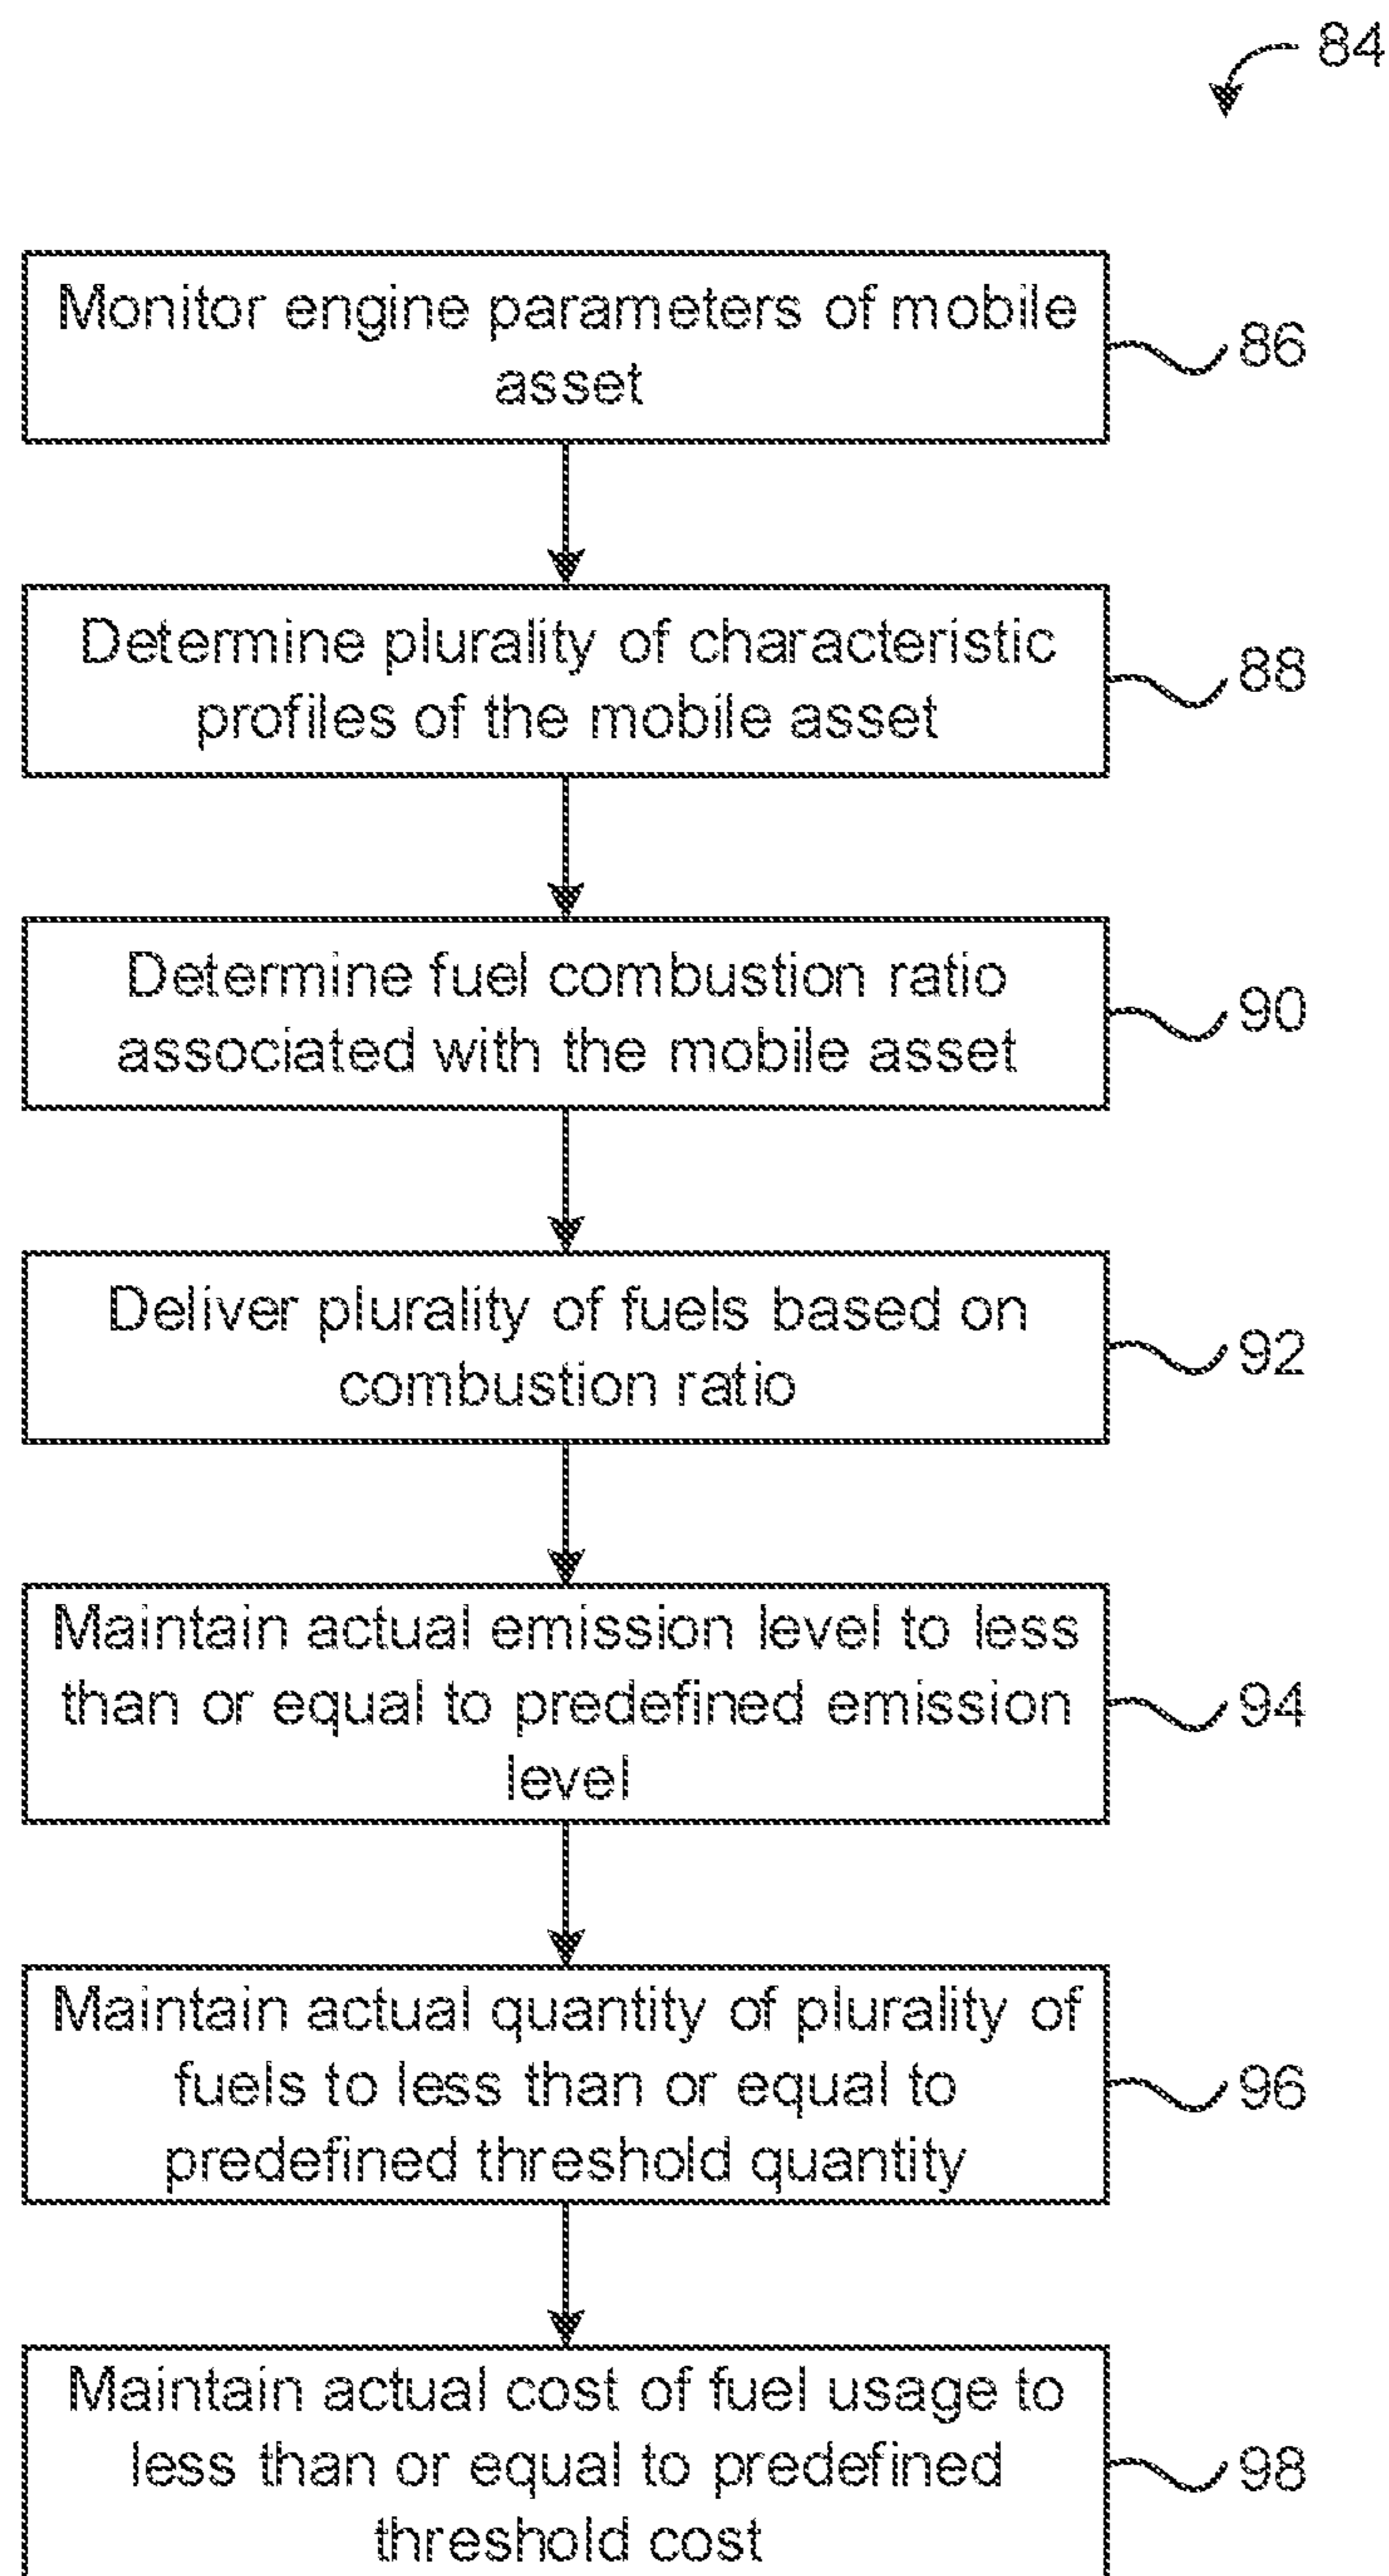 84
Monitor engine parameters of mobile
asset
86
Determine plurality of characteristic
profiles of the mobile asset
88
Determine fuel combustion ratio
associated with the mobile asset
90
Deliver plurality of fuels based on
combustion ratio
92
Maintain actual emission level to less
than or equal to predefined emission
level
94
Maintain actual quantity of plurality of
fuels to less than or equal to
predefined threshold quantity
96
Maintain actual cost of fuel usage to
less than or equal to predefined
threshold cost
98